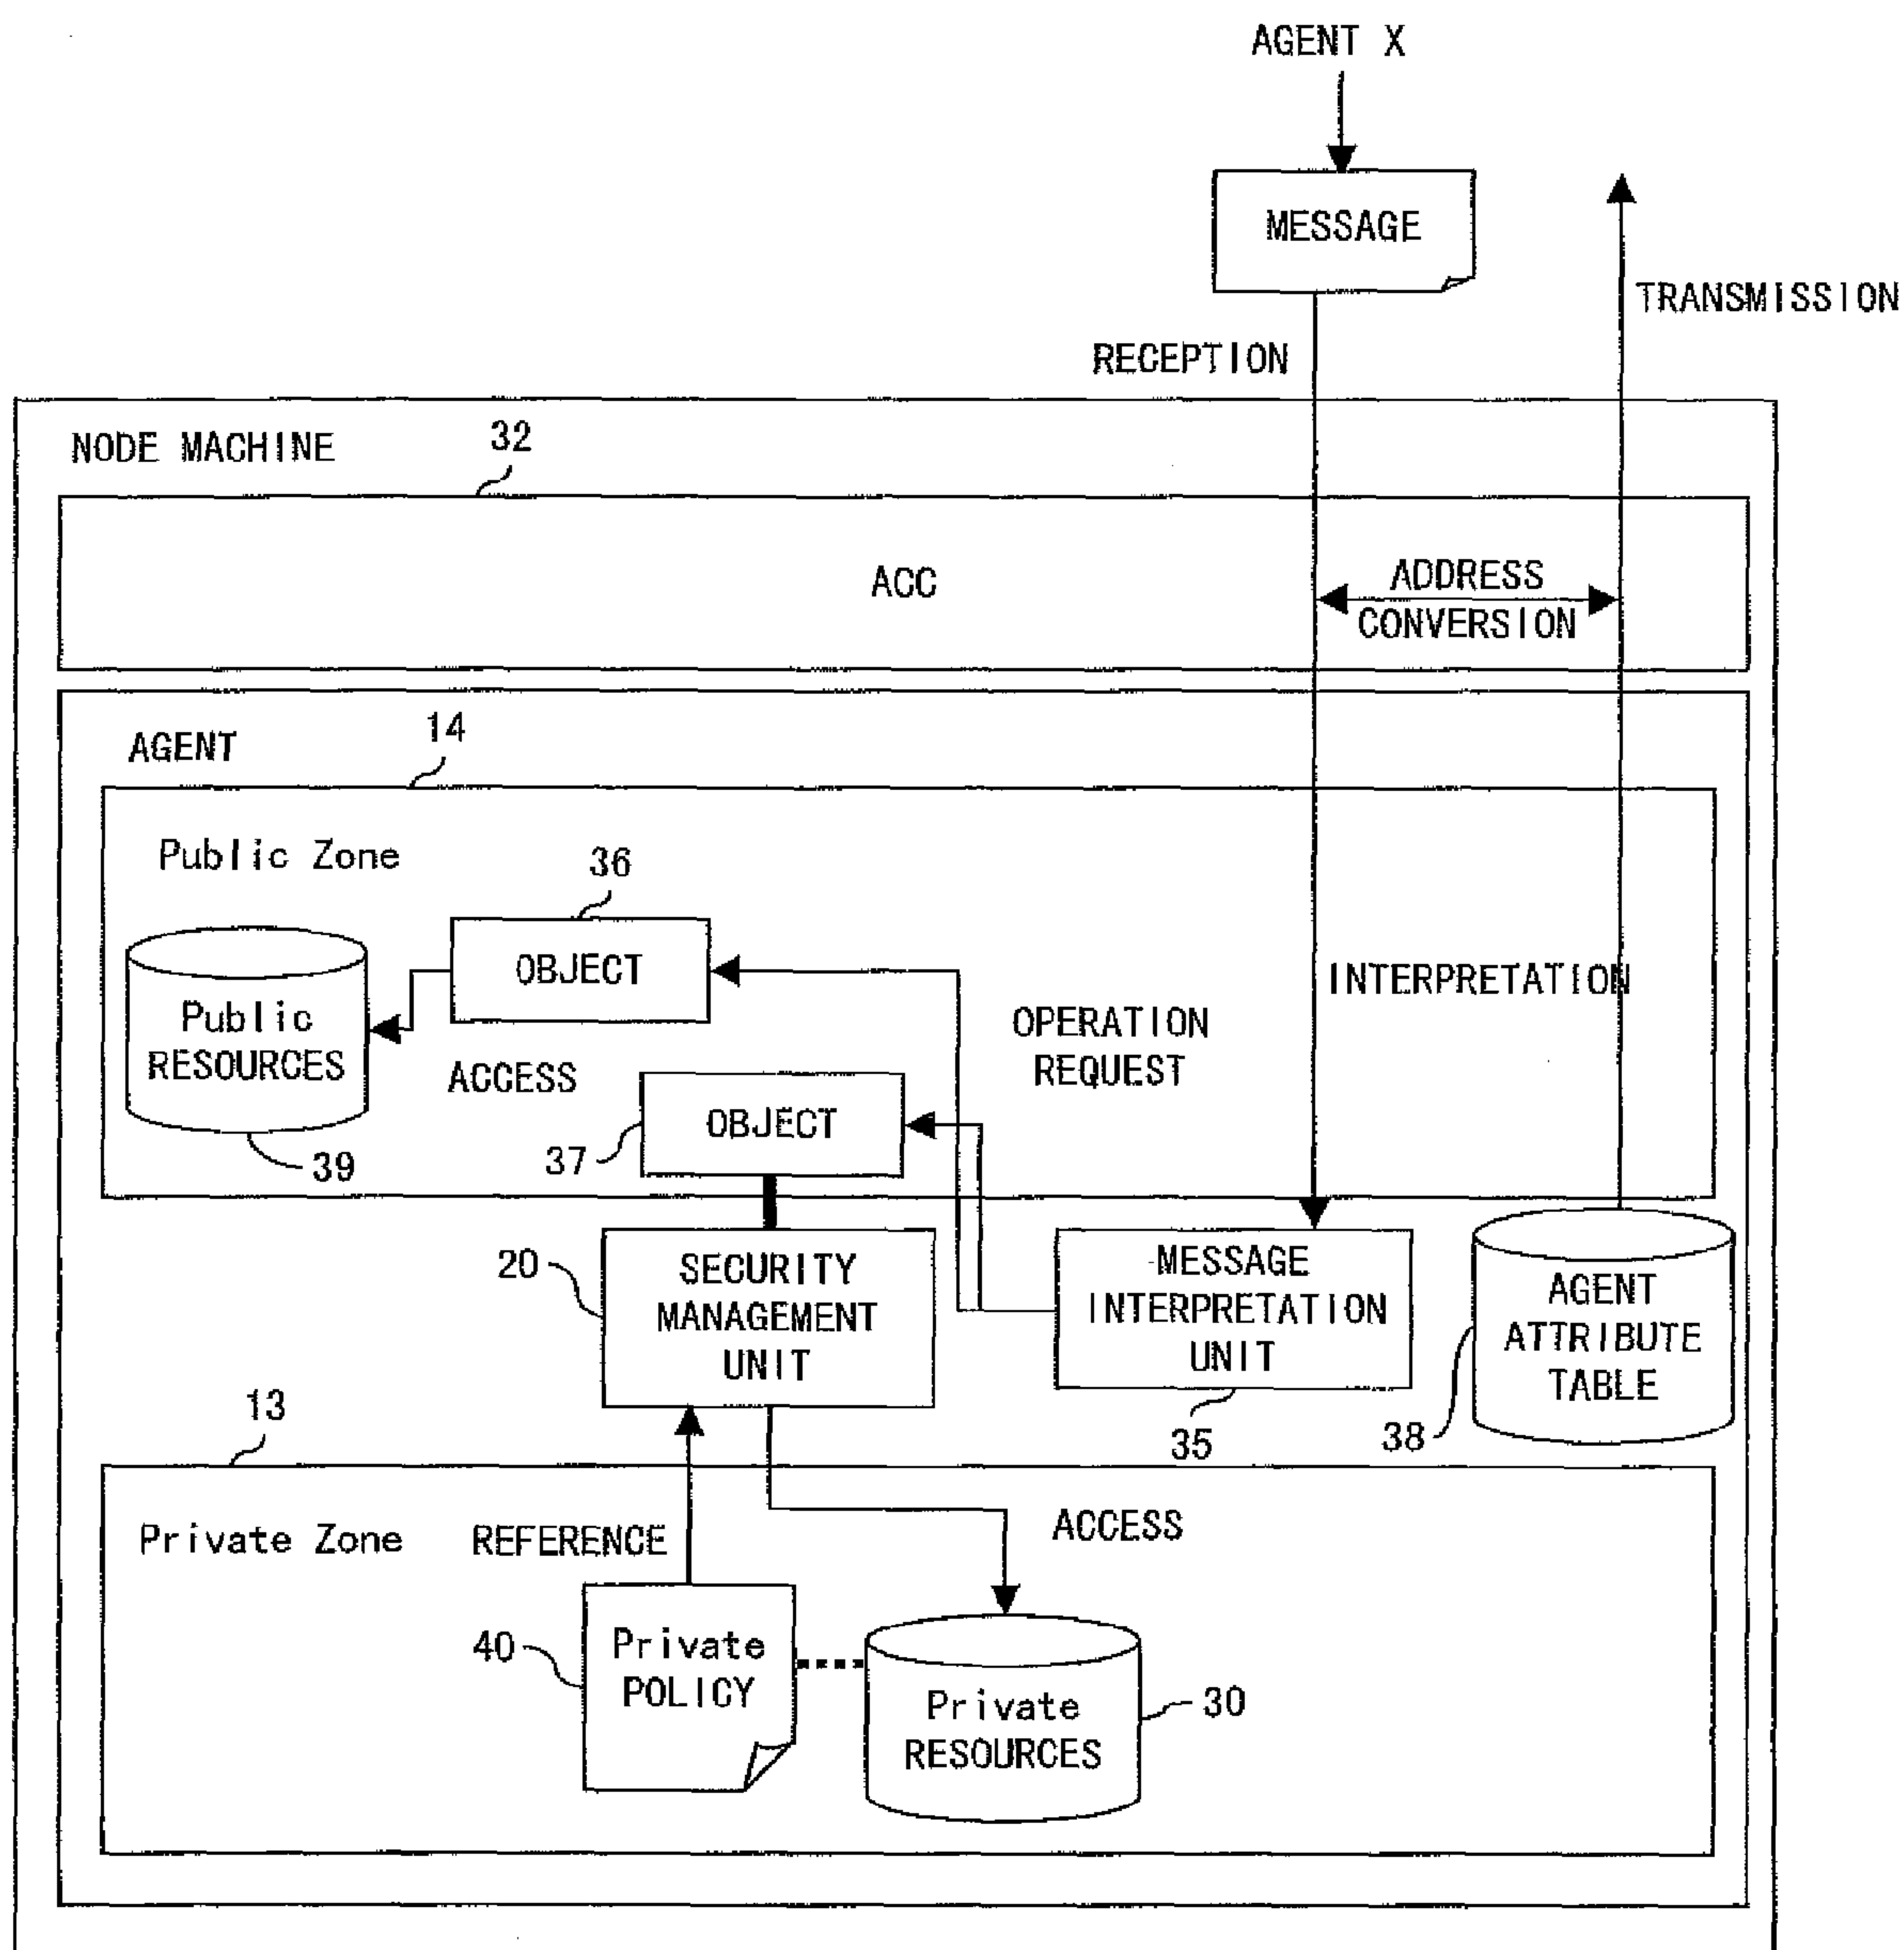 AGENT X
MESSAGE
TRANSMISSION
RECEPTION
NODE MACHINE
32
ACC
ADDRESS
CONVERSION
AGENT
14
Public Zone
36
OBJECT
Public
RESOURCES
39
ACCESS
INTERPRETATION
OPERATION
REQUEST
OBJECT
37
20
SECURITY
MANAGEMENT
UNIT
MESSAGE
INTERPRETATION
UNIT
35
AGENT
ATTRIBUTE
TABLE
38
13
Private Zone
REFERENCE
ACCESS
40
Private
POLICY
Private
RESOURCES
30